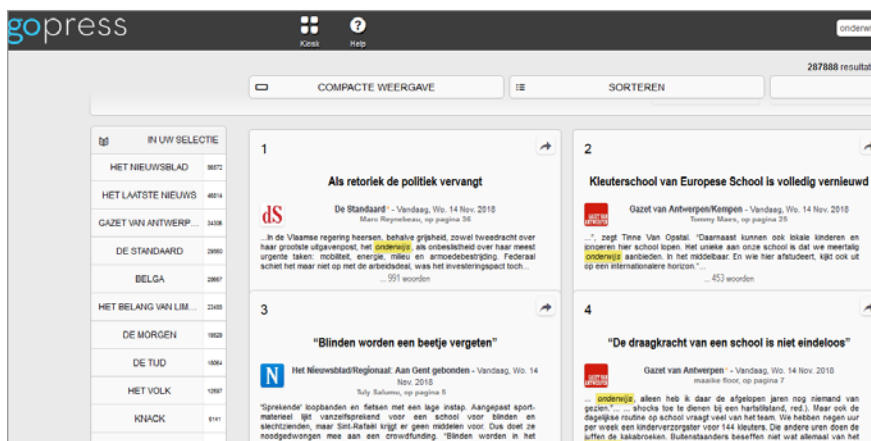 gopress
Kiosk
Help
onderwi
287888 resultat
COMPACTE WEERGAVE
SORTEREN
IN UW SELECTIE
HET NIEUWSBLAD
HET LAATSTE NIEUWS
GAZET VAN ANTWERP...
DE STANDAARD
BELGA
HET BELANG VAN LIM...
DE MORGEN
DE TIJD
HET VOLK
KNACK
1
Als retoriek de politiek vervangt
dS
De Standaard * - Vandaag, Wo. 14 Nov. 2018
Marc Reynebeau, op pagina 36
...In de Vlaamse regering heersen, behalve grijsheid, zowel tweedracht over
haar grootste uitgavenpost, het onderwijs, als onbeslistheid over haar meest
urgente taken: mobiliteit, energie, milieu en armoedebestrijding. Federaal
schiet het maar niet op met de arbeidsdeal, was het investeringspact toch...
... 991 woorden
2
Kleuterschool van Europese School is volledig vernieuwd
GAZET VAN ANTWERPEN
Gazet van Antwerpen/Kempen - Vandaag, Wo. 14 Nov. 2018
Tommy Maes, op pagina 25
...", zegt Tinne Van Opstal. "Daarnaast kunnen ook lokale kinderen en
jongeren hier school lopen. Het unieke aan onze school is dat we meertalig
onderwijs aanbieden. In het middelbaar. En wie hier afstudeert, kijkt ook uit
op een internationalere horizon."...
... 453 woorden
3
"Blinden worden een beetje vergeten"
N
Het Nieuwsblad/Regionaal: Aan Gent gebonden - Vandaag, Wo. 14
Nov. 2018
July Salumu, op pagina 5
'Sprekende' loopbanden en fietsen met een lage instap. Aangepast sport-
materieel lijkt vanzelfsprekend voor een school voor blinden en
slechtzienden, maar Sint-Rafaël krijgt er geen middelen voor. Dus doet ze
noodgedwongen mee aan een crowdfunding. "Blinden worden in het
4
"De draagkracht van een school is niet eindeloos"
GAZET VAN ANTWERPEN
Gazet van Antwerpen * - Vandaag, Wo. 14 Nov. 2018
maaike floor, op pagina 7
... onderwijs, alleen heb ik daar de afgelopen jaren nog niemand van
gezien."... ... shocks toe te dienen bij een hartstilstand, red.). Maar ook de
dagelijkse routine op school vraagt veel van het team. We hebben negen uur
per week een kinderverzorgster voor 144 kleuters. Die andere uren doen de
juffen de kakabroeken. Buitenstaanders beseffen niet wat allemaal van het